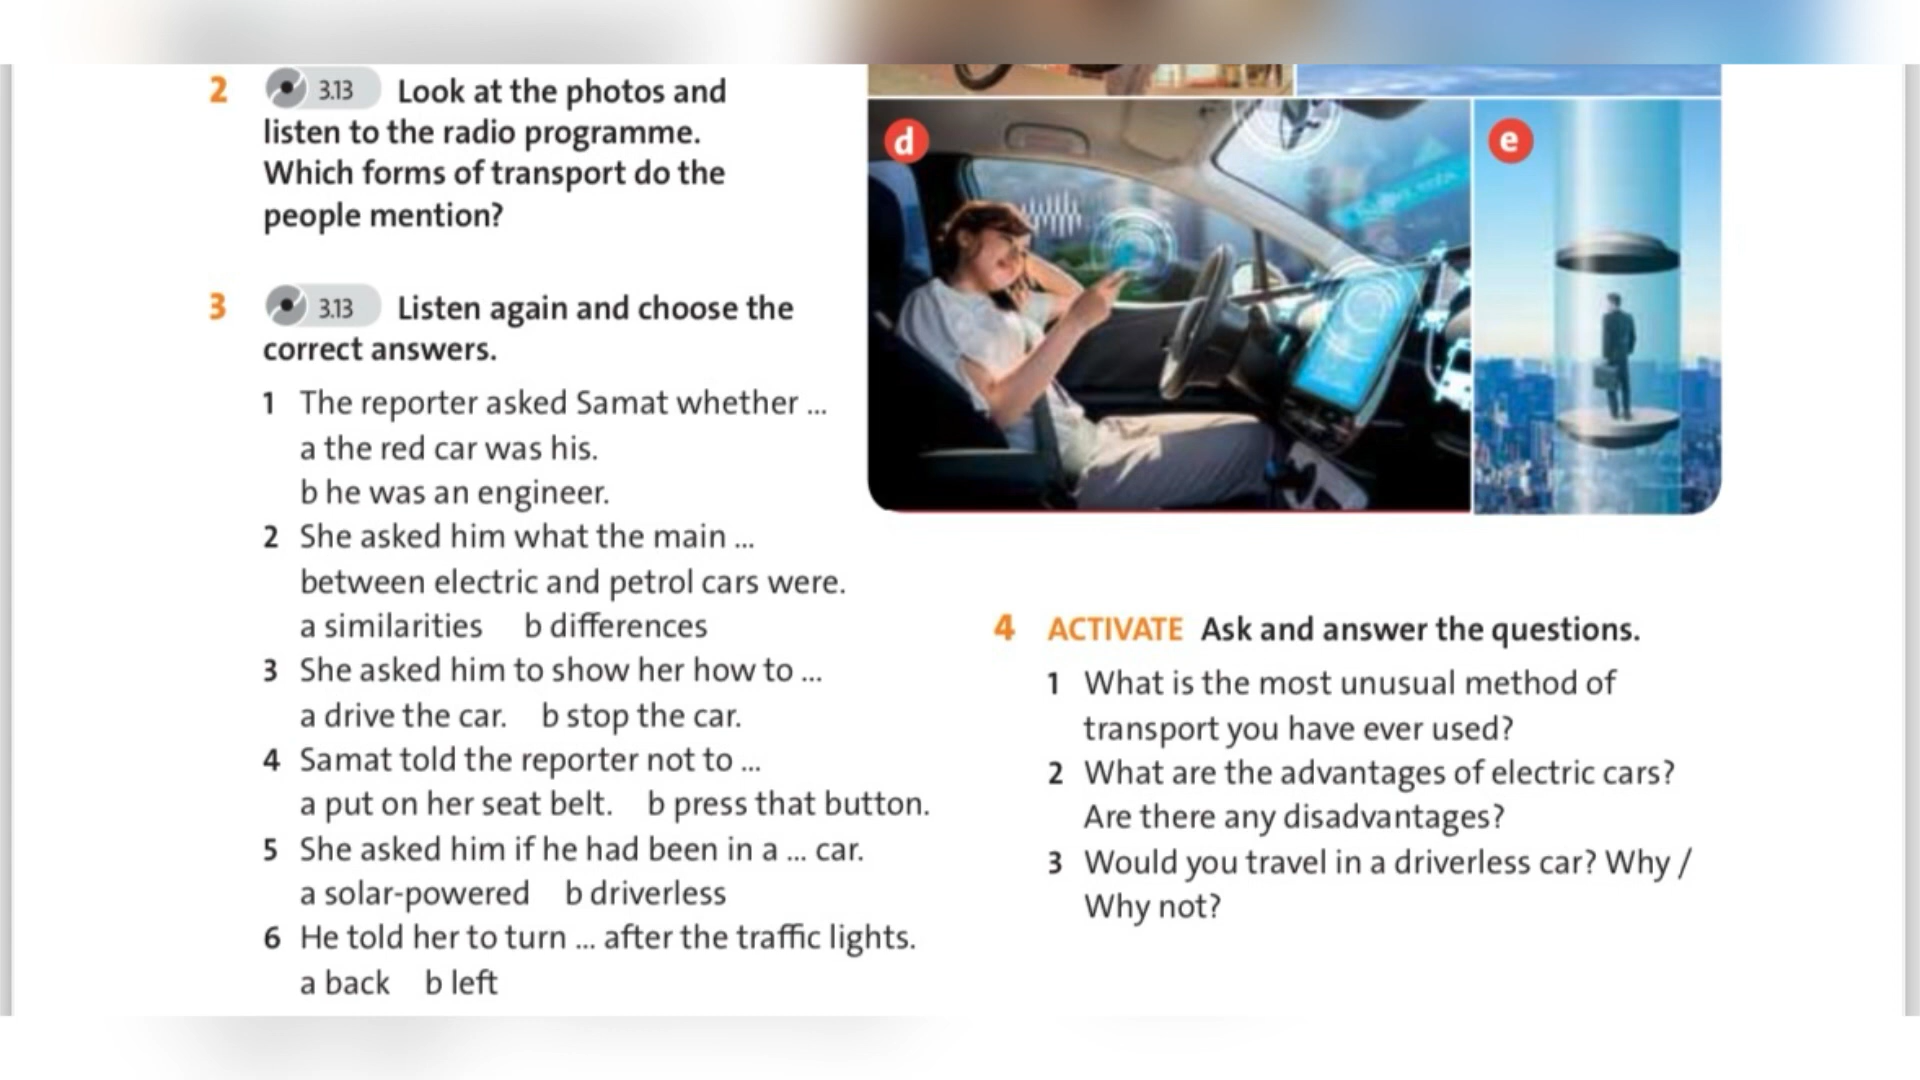 2 3.13 Look at the photos and
listen to the radio programme.
Which forms of transport do the
people mention?
3 3.13 Listen again and choose the
correct answers.
1 The reporter asked Samat whether ...
a the red car was his.
b he was an engineer.
2 She asked him what the main ...
between electric and petrol cars were.
a similarities b differences
3 She asked him to show her how to ...
a drive the car. b stop the car.
4 Samat told the reporter not to ...
a put on her seat belt. b press that button.
5 She asked him if he had been in a ... car.
a solar-powered b driverless
6 He told her to turn ... after the traffic lights.
a back b left
d
e
4 ACTIVATE Ask and answer the questions.
1 What is the most unusual method of
transport you have ever used?
2 What are the advantages of electric cars?
Are there any disadvantages?
3 Would you travel in a driverless car? Why /
Why not?